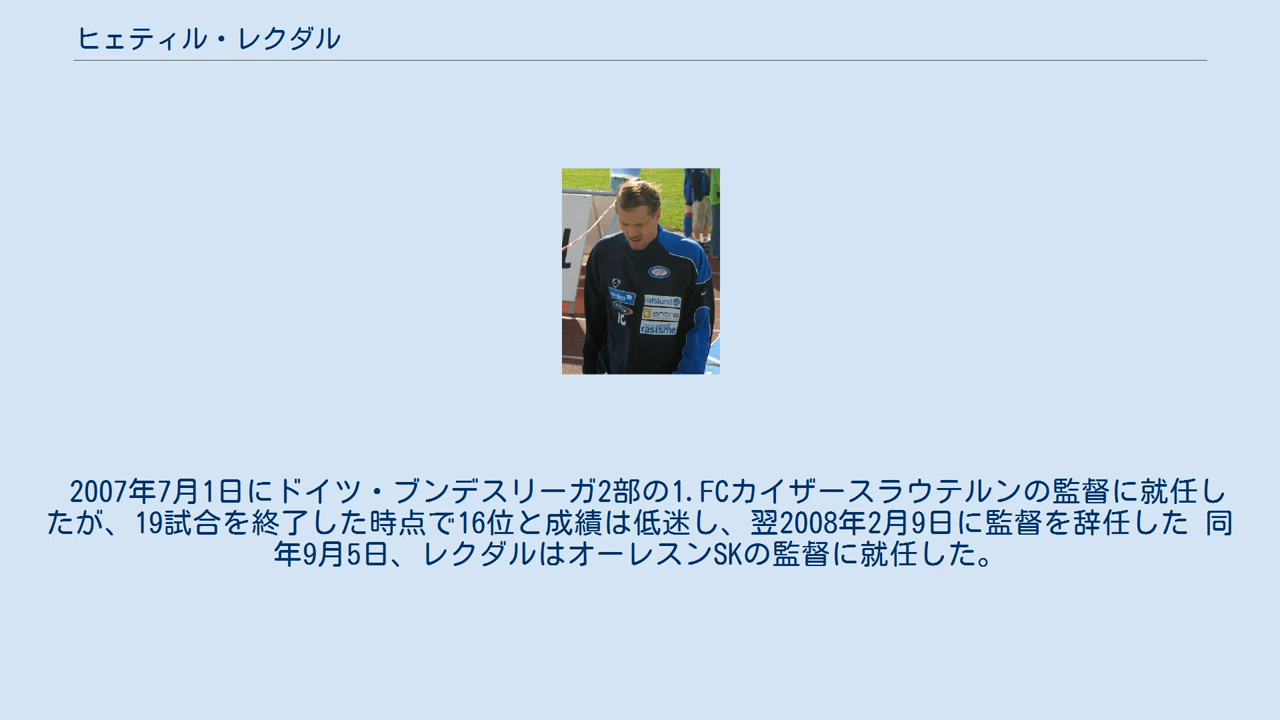 ヒェティル・レクダル
hafslund
entra
rasisme
2007年7月1日にドイツ・ブンデスリーガ2部の1.FCカイザースラウテルンの監督に就任し
たが、19試合を終了した時点で16位と成績は低迷し、翌2008年2月9日に監督を辞任した 同
年9月5日、レクダルはオーレスンSKの監督に就任した。